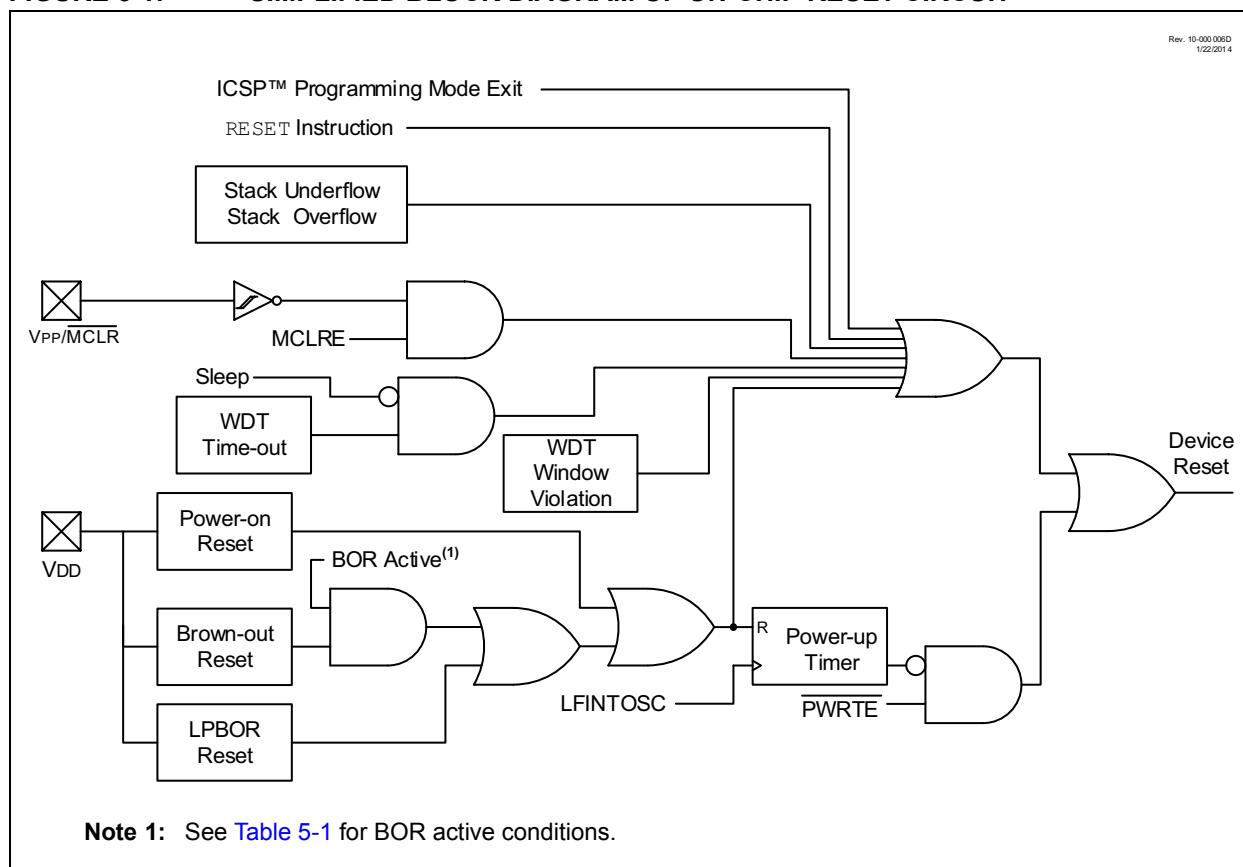 Rev. 10-000 006D
1/22/201 4
ICSP™ Programming Mode Exit
RESET Instruction
Stack Underflow
Stack Overflow
VPP/MCLR
MCLRE
Sleep
WDT
Time-out
WDT
Window
Violation
Device
Reset
VDD
Power-on
Reset
BOR Active(1)
Brown-out
Reset
R
Power-up
Timer
LFINTOSC
PWRTE
LPBOR
Reset
Note 1: See Table 5-1 for BOR active conditions.